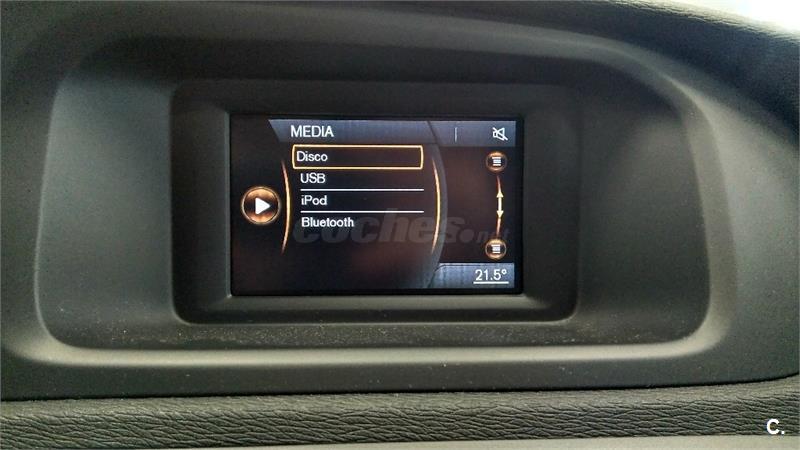 MEDIA
Disco
USB
iPod
Bluetooth
coches.net
21.5°
C.